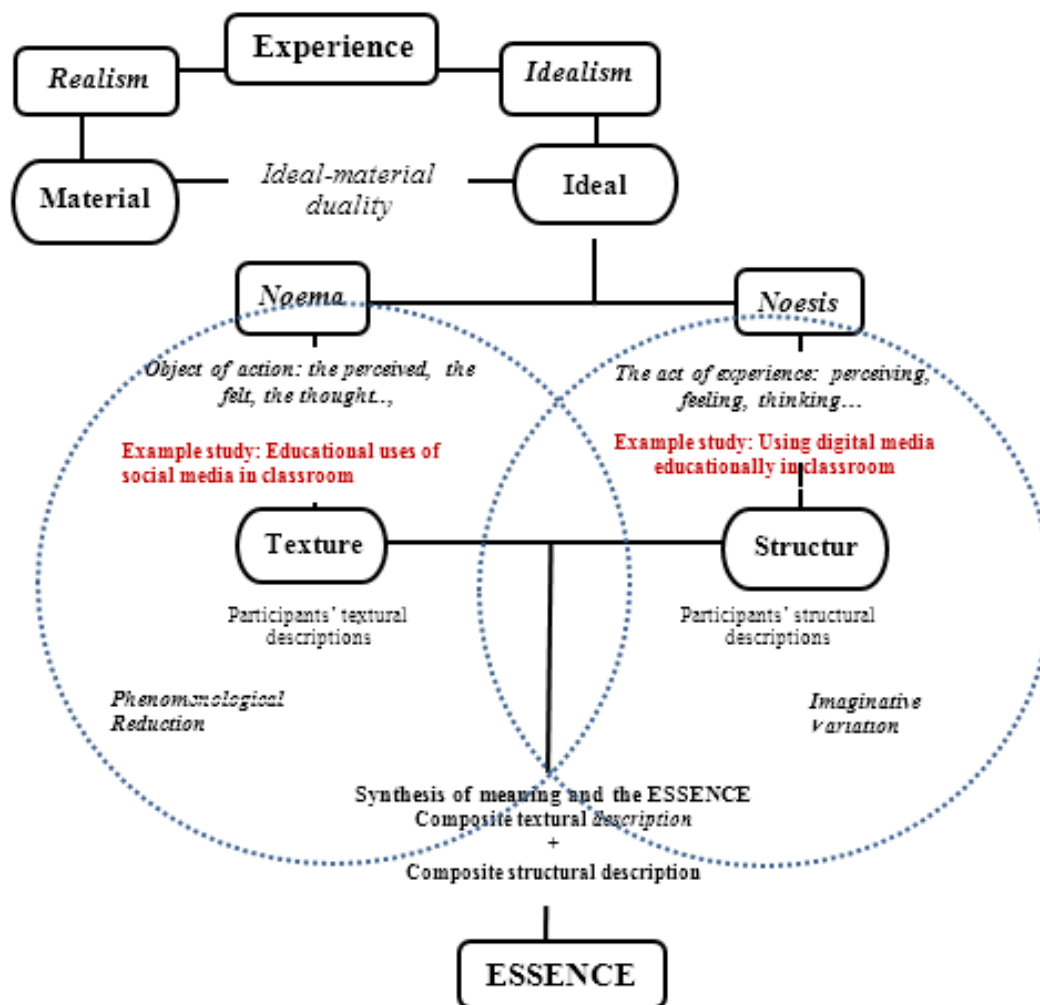 Experience
Realism
Idealism
Material
Ideal-material
duality
Ideal
Noema
Noesis
Object of action: the perceived, the
felt, the thought..,
The act of experience: perceiving,
feeling, thinking…
Example study: Educational uses of
social media in classroom
Example study: Using digital media
educationally in classroom
Texture
Structur
Participants’ textural
descriptions
Participants’ structural
descriptions
Phenomenological
Reduction
Imaginative
Variation
Synthesis of meaning and the ESSENCE
Composite textural description
+
Composite structural description
ESSENCE